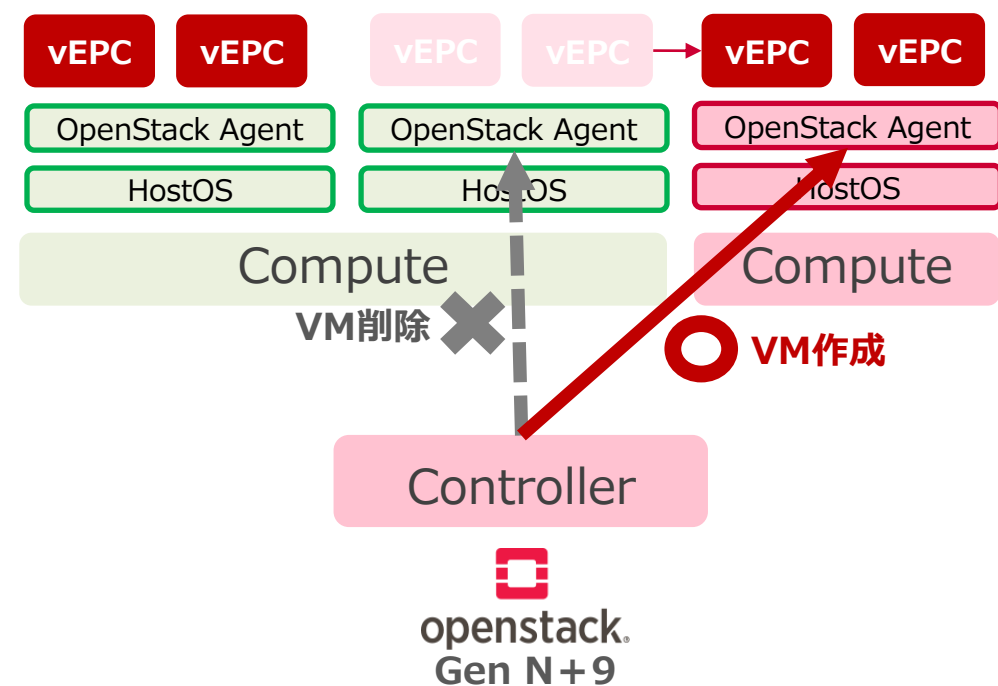 vEPC vEPC vEPC vEPC vEPC vEPC
OpenStack Agent OpenStack Agent OpenStack Agent
HostOS HostOS HostOS
Compute Compute
VM削除 VM作成
Controller
openstack.
Gen N+9